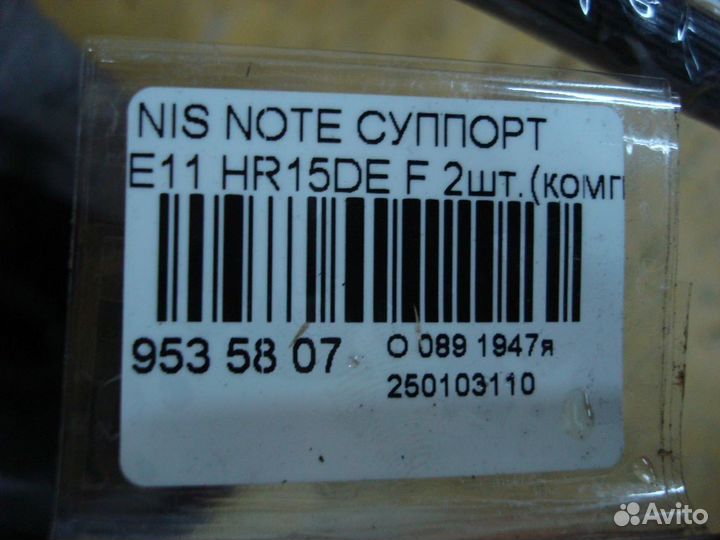 NIS NOTE СУППОРТ
E11 HR15DE F 2шт.(комп
953 58 07
O 089 1947я
250103110
Avito